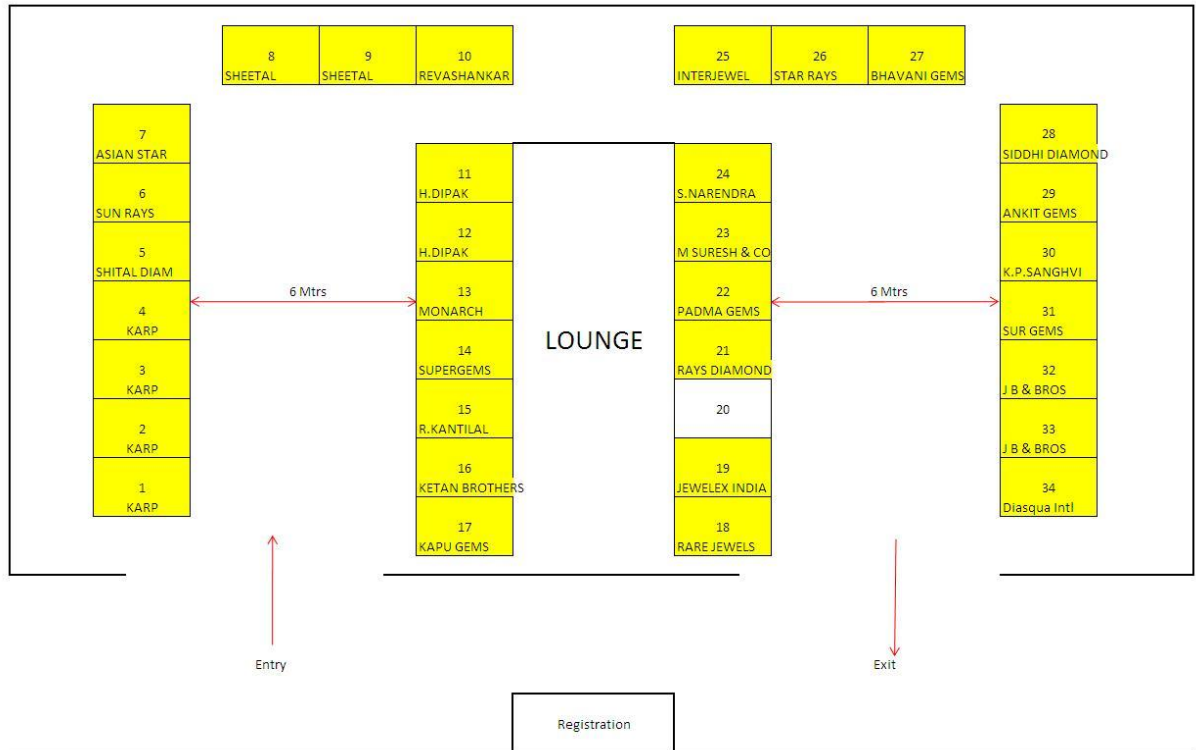 8
SHEETAL
9
SHEETAL
10
REVASHANKAR
25
INTERJEWEL
26
STAR RAYS
27
BHAVANI GEMS
7
ASIAN STAR
6
SUN RAYS
5
SHITAL DIAM
4
KARP
3
KARP
2
KARP
1
KARP
6 Mtrs
11
H.DIPAK
12
H.DIPAK
13
MONARCH
14
SUPERGEMS
15
R.KANTILAL
16
KETAN BROTHERS
17
KAPU GEMS
LOUNGE
24
S.NARENDRA
23
M SURESH & CO
22
PADMA GEMS
21
RAYS DIAMOND
20
19
JEWELEX INDIA
18
RARE JEWELS
6 Mtrs
28
SIDDHI DIAMOND
29
ANKIT GEMS
30
K.P.SANGHVI
31
SUR GEMS
32
J B & BROS
33
J B & BROS
34
Diasqua Intl
Entry
Exit
Registration